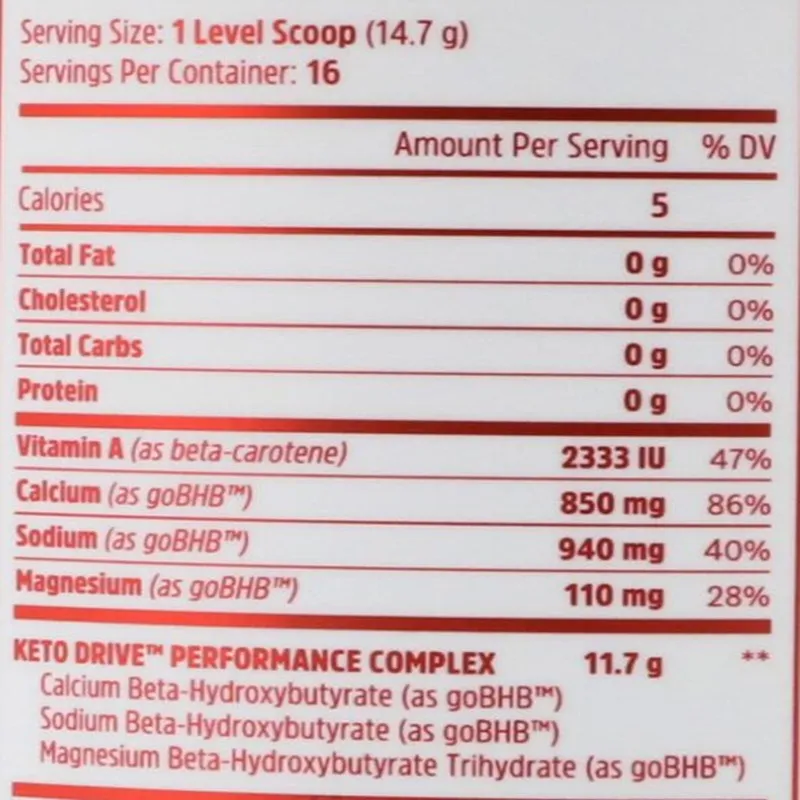 Serving Size: 1 Level Scoop (14.7 g)
Servings Per Container: 16
Amount Per Serving % DV
Calories 5
Total Fat 0 g 0%
Cholesterol 0 g 0%
Total Carbs 0 g 0%
Protein 0 g 0%
Vitamin A (as beta-carotene) 2333 IU 47%
Calcium (as goBHB™) 850 mg 86%
Sodium (as goBHB™) 940 mg 40%
Magnesium (as goBHB™) 110 mg 28%
KETO DRIVE™ PERFORMANCE COMPLEX 11.7 g **
Calcium Beta-Hydroxybutyrate (as goBHB™)
Sodium Beta-Hydroxybutyrate (as goBHB™)
Magnesium Beta-Hydroxybutyrate Trihydrate (as goBHB™)